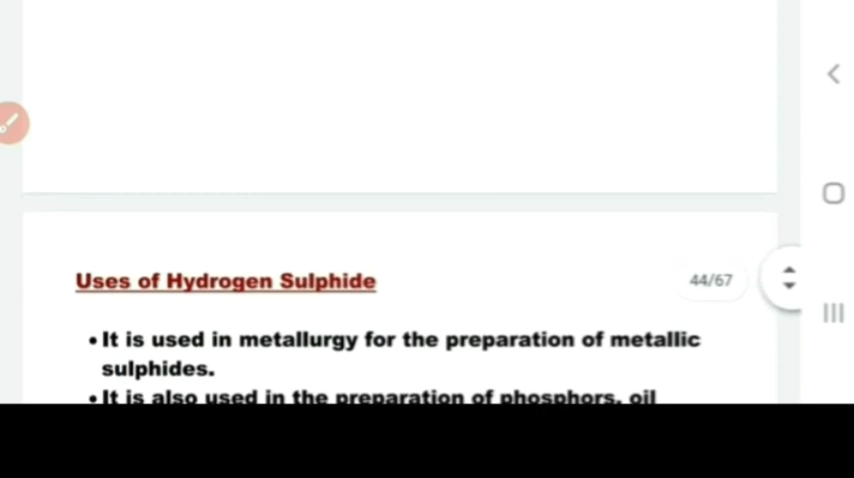 Uses of Hydrogen Sulphide
44/67
• It is used in metallurgy for the preparation of metallic
sulphides.
• It is also used in the preparation of phosphors, oil